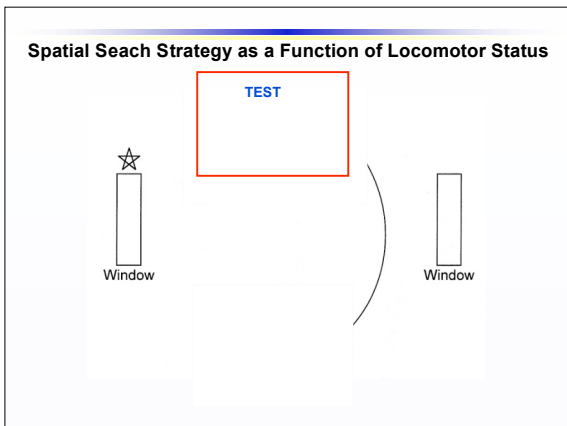 Spatial Seach Strategy as a Function of Locomotor Status
TEST
Window
Window